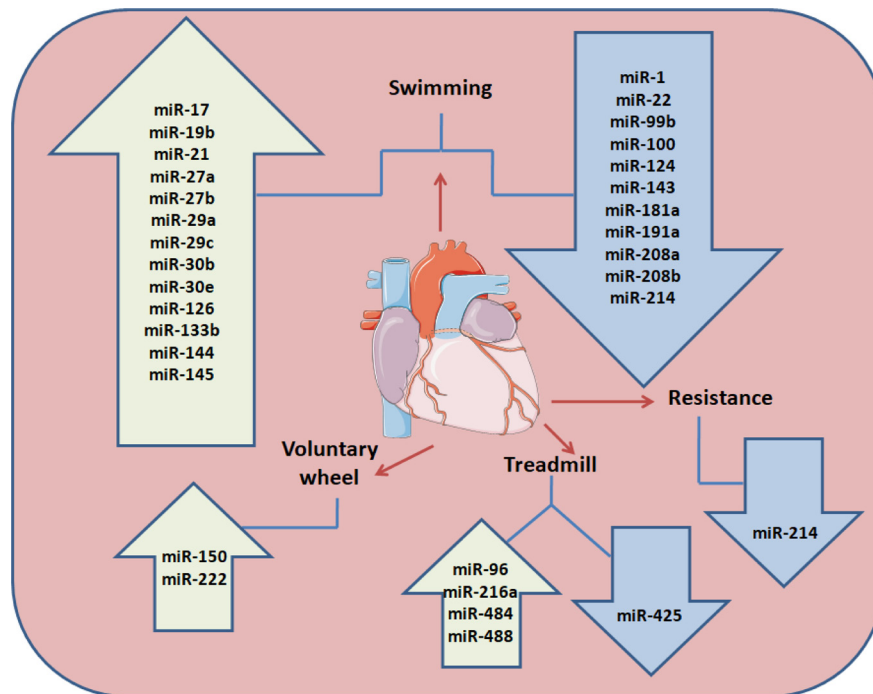 Swimming
miR-17
miR-19b
miR-21
miR-27a
miR-27b
miR-29a
miR-29c
miR-30b
miR-30e
miR-126
miR-133b
miR-144
miR-145
miR-1
miR-22
miR-99b
miR-100
miR-124
miR-143
miR-181a
miR-191a
miR-208a
miR-208b
miR-214
Resistance
miR-214
Voluntary
wheel
miR-150
miR-222
Treadmill
miR-96
miR-216a
miR-484
miR-488
miR-425